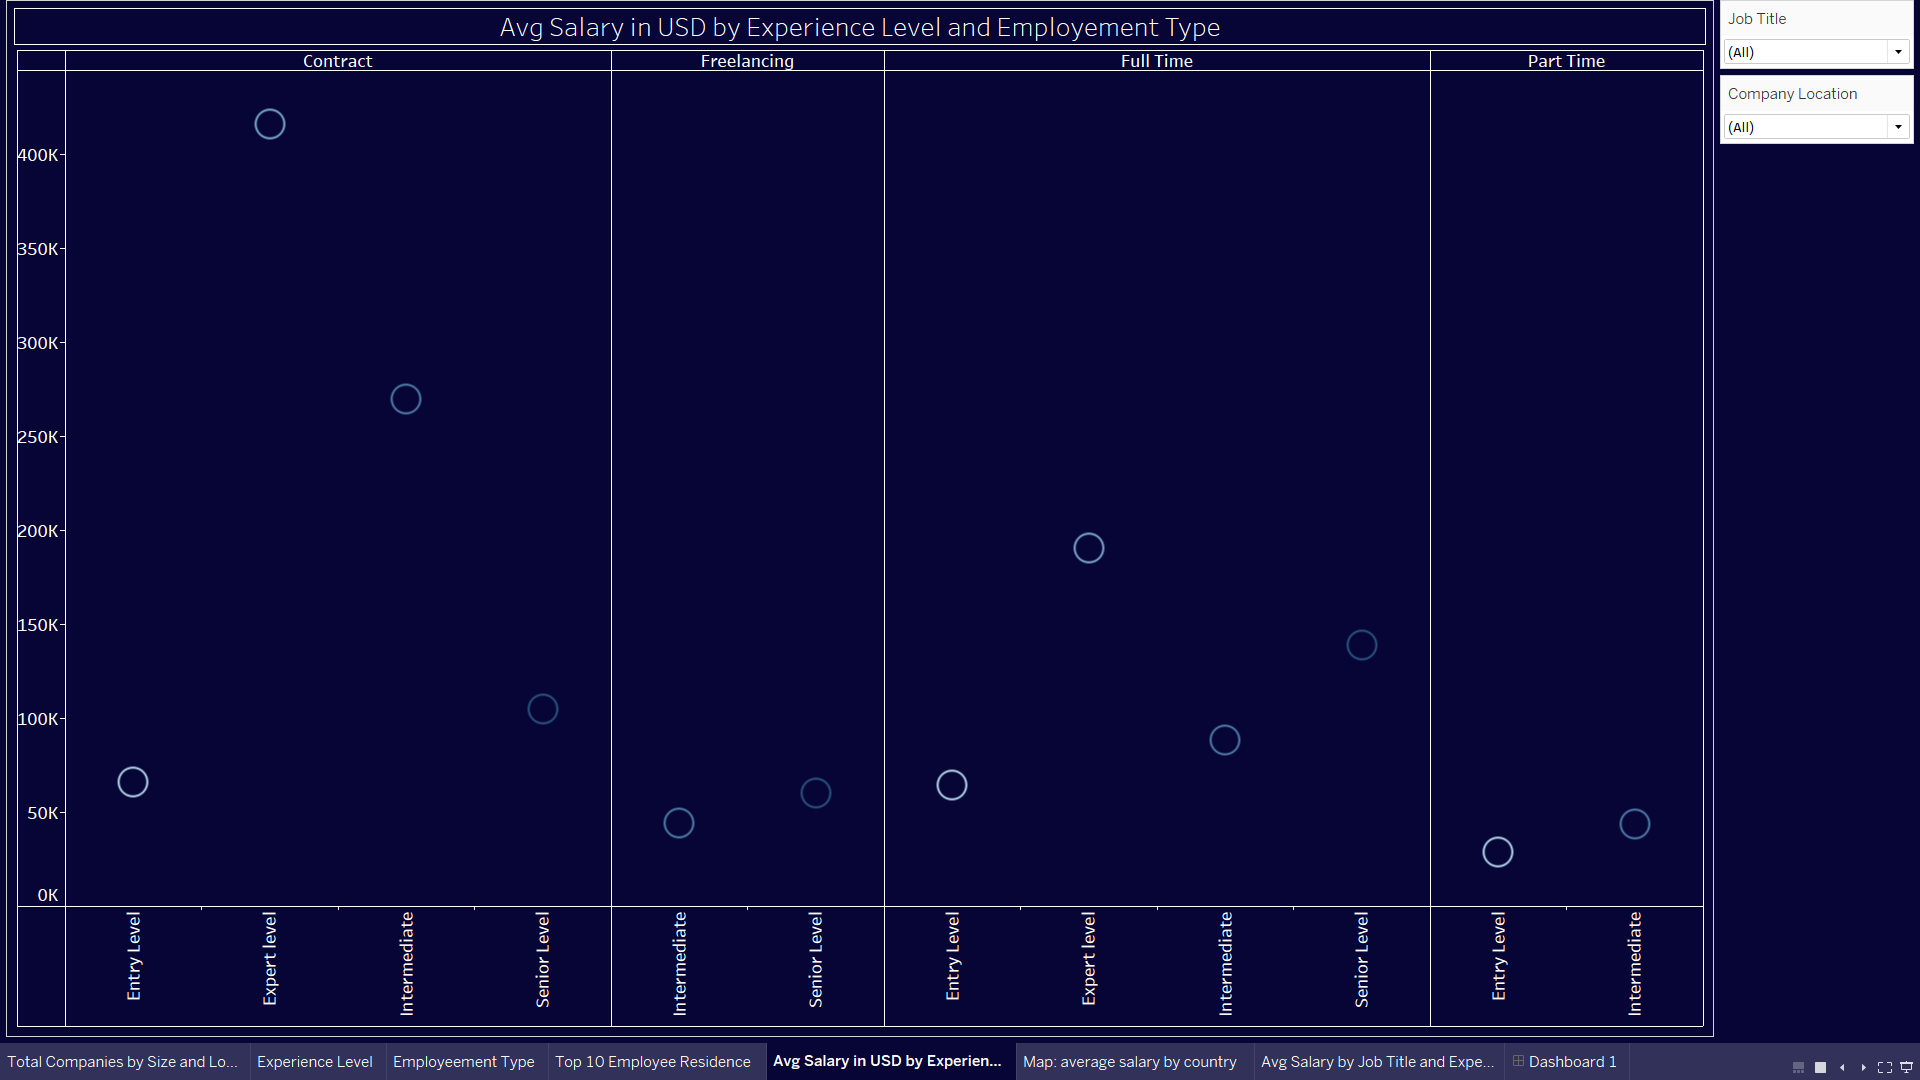 Avg Salary in USD by Experience Level and Employement Type
Job Title
(All)
Company Location
(All)
Contract
Freelancing
Full Time
Part Time
400K
350K
300K
250K
200K
150K
100K
50K
0K
Entry Level
Expert level
Intermediate
Senior Level
Intermediate
Senior Level
Entry Level
Expert level
Intermediate
Senior Level
Entry Level
Intermediate
Total Companies by Size and Lo...
Experience Level
Employeement Type
Top 10 Employee Residence
Avg Salary in USD by Experien...
Map: average salary by country
Avg Salary by Job Title and Expe...
Dashboard 1